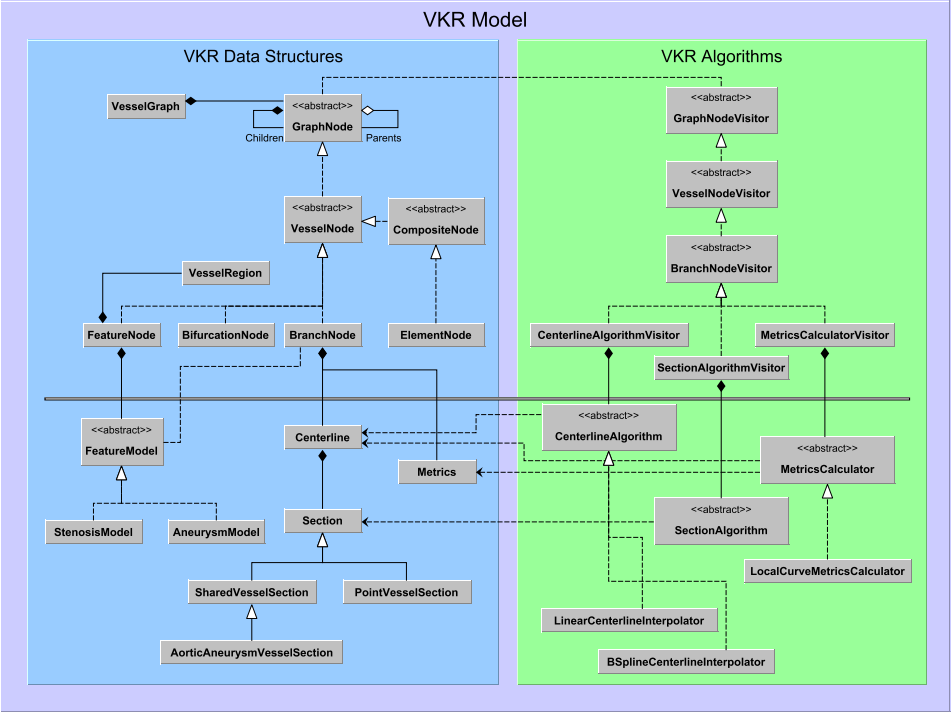 VKR Model
VKR Data Structures
VesselGraph
<<abstract>>
GraphNode
Children
Parents
<<abstract>>
VesselNode
<<abstract>>
CompositeNode
VesselRegion
FeatureNode
BifurcationNode
BranchNode
ElementNode
<<abstract>>
FeatureModel
Centerline
Metrics
StenosisModel
AneurysmModel
Section
SharedVesselSection
PointVesselSection
AorticAneurysmVesselSection
VKR Algorithms
<<abstract>>
GraphNodeVisitor
<<abstract>>
VesselNodeVisitor
<<abstract>>
BranchNodeVisitor
CenterlineAlgorithmVisitor
MetricsCalculatorVisitor
SectionAlgorithmVisitor
<<abstract>>
CenterlineAlgorithm
<<abstract>>
MetricsCalculator
<<abstract>>
SectionAlgorithm
LocalCurveMetricsCalculator
LinearCenterlineInterpolator
BSplineCenterlineInterpolator